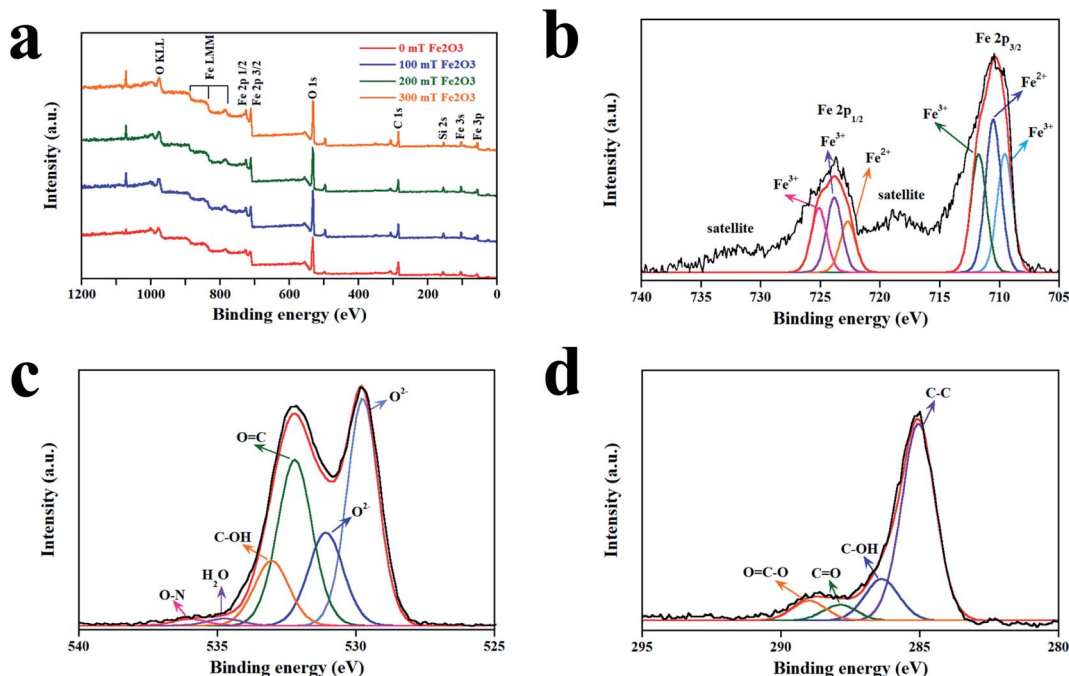 a
0 mT Fe2O3
100 mT Fe2O3
200 mT Fe2O3
300 mT Fe2O3
O KLL
Fe LMM
Fe 2p 1/2
Fe 2p 3/2
O 1s
C 1s
Si 2s
Fe 3s
Fe 3p
Intensity (a.u.)
1200 1000 800 600 400 200 0
Binding energy (eV)
b
Fe 2p3/2
Fe2+
Fe3+
Fe3+
Fe 2p1/2
Fe3+
Fe2+
Fe3+
satellite
satellite
Intensity (a.u.)
740 735 730 725 720 715 710 705
Binding energy (eV)
c
O2-
O=C
O2-
C-OH
H2O
O-N
Intensity (a.u.)
540 535 530 525
Binding energy (eV)
d
C-C
C-OH
O=C-O
C=O
Intensity (a.u.)
295 290 285 280
Binding energy (eV)